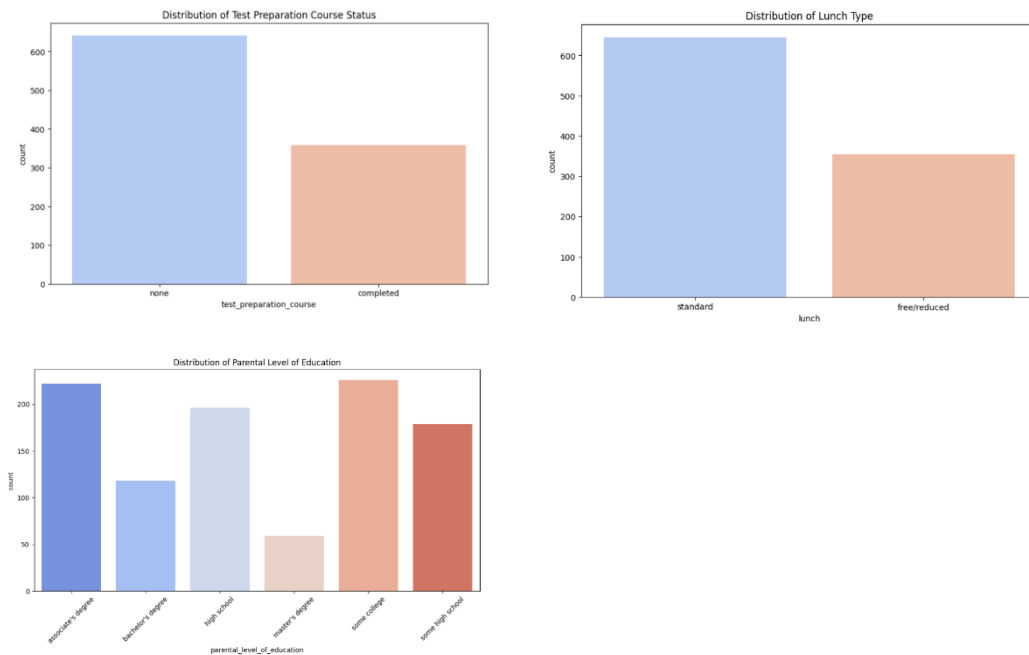 Distribution of Test Preparation Course Status
600
500
400
300
200
100
0
count
none completed
test_preparation_course
Distribution of Lunch Type
600
500
400
300
200
100
0
count
standard free/reduced
lunch
Distribution of Parental Level of Education
200
150
100
50
0
count
associate's degree
bachelor's degree
high school
master's degree
some college
some high school
parental_level_of_education